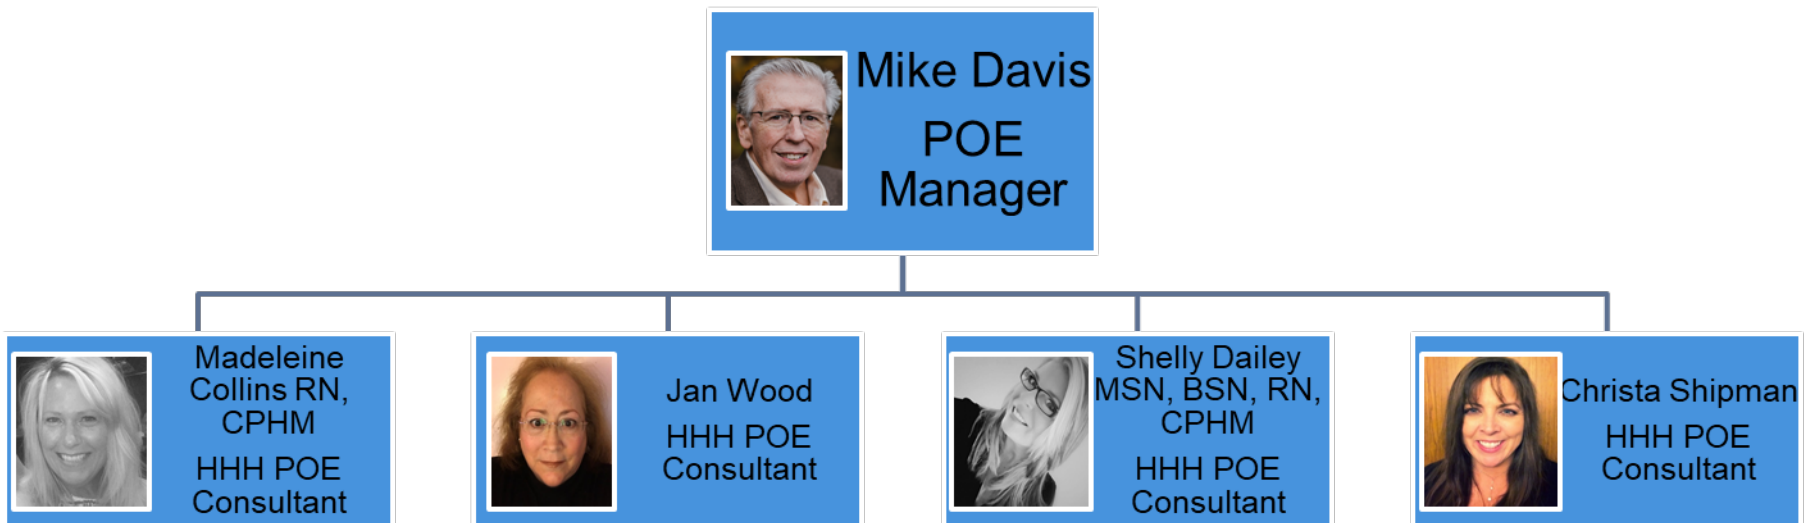 Mike Davis
POE
Manager
Madeleine
Collins RN,
CPHM
HHH POE
Consultant
Jan Wood
HHH POE
Consultant
Shelly Dailey
MSN, BSN, RN,
CPHM
HHH POE
Consultant
Christa Shipman
HHH POE
Consultant